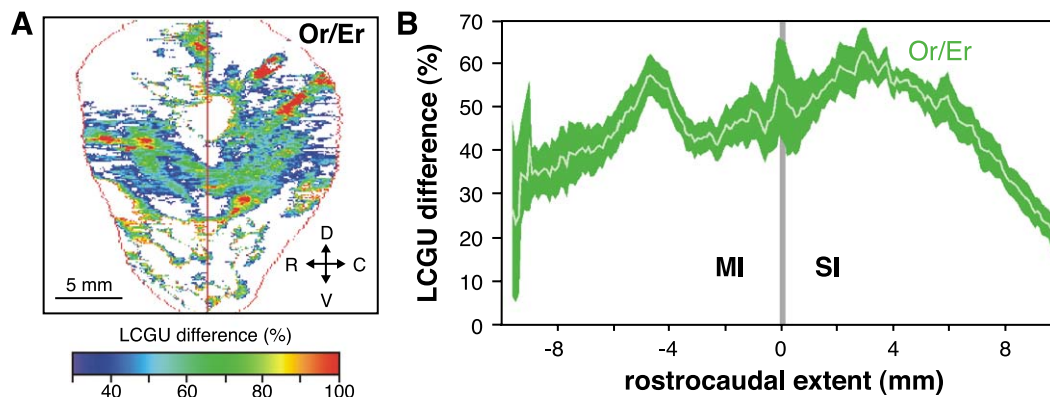 A
Or/Er
D
R
C
V
5 mm
LCGU difference (%)
40
60
80
100
B
LCGU difference (%)
70
60
50
40
30
20
10
0
Or/Er
MI
SI
-8
-4
0
4
8
rostrocaudal extent (mm)